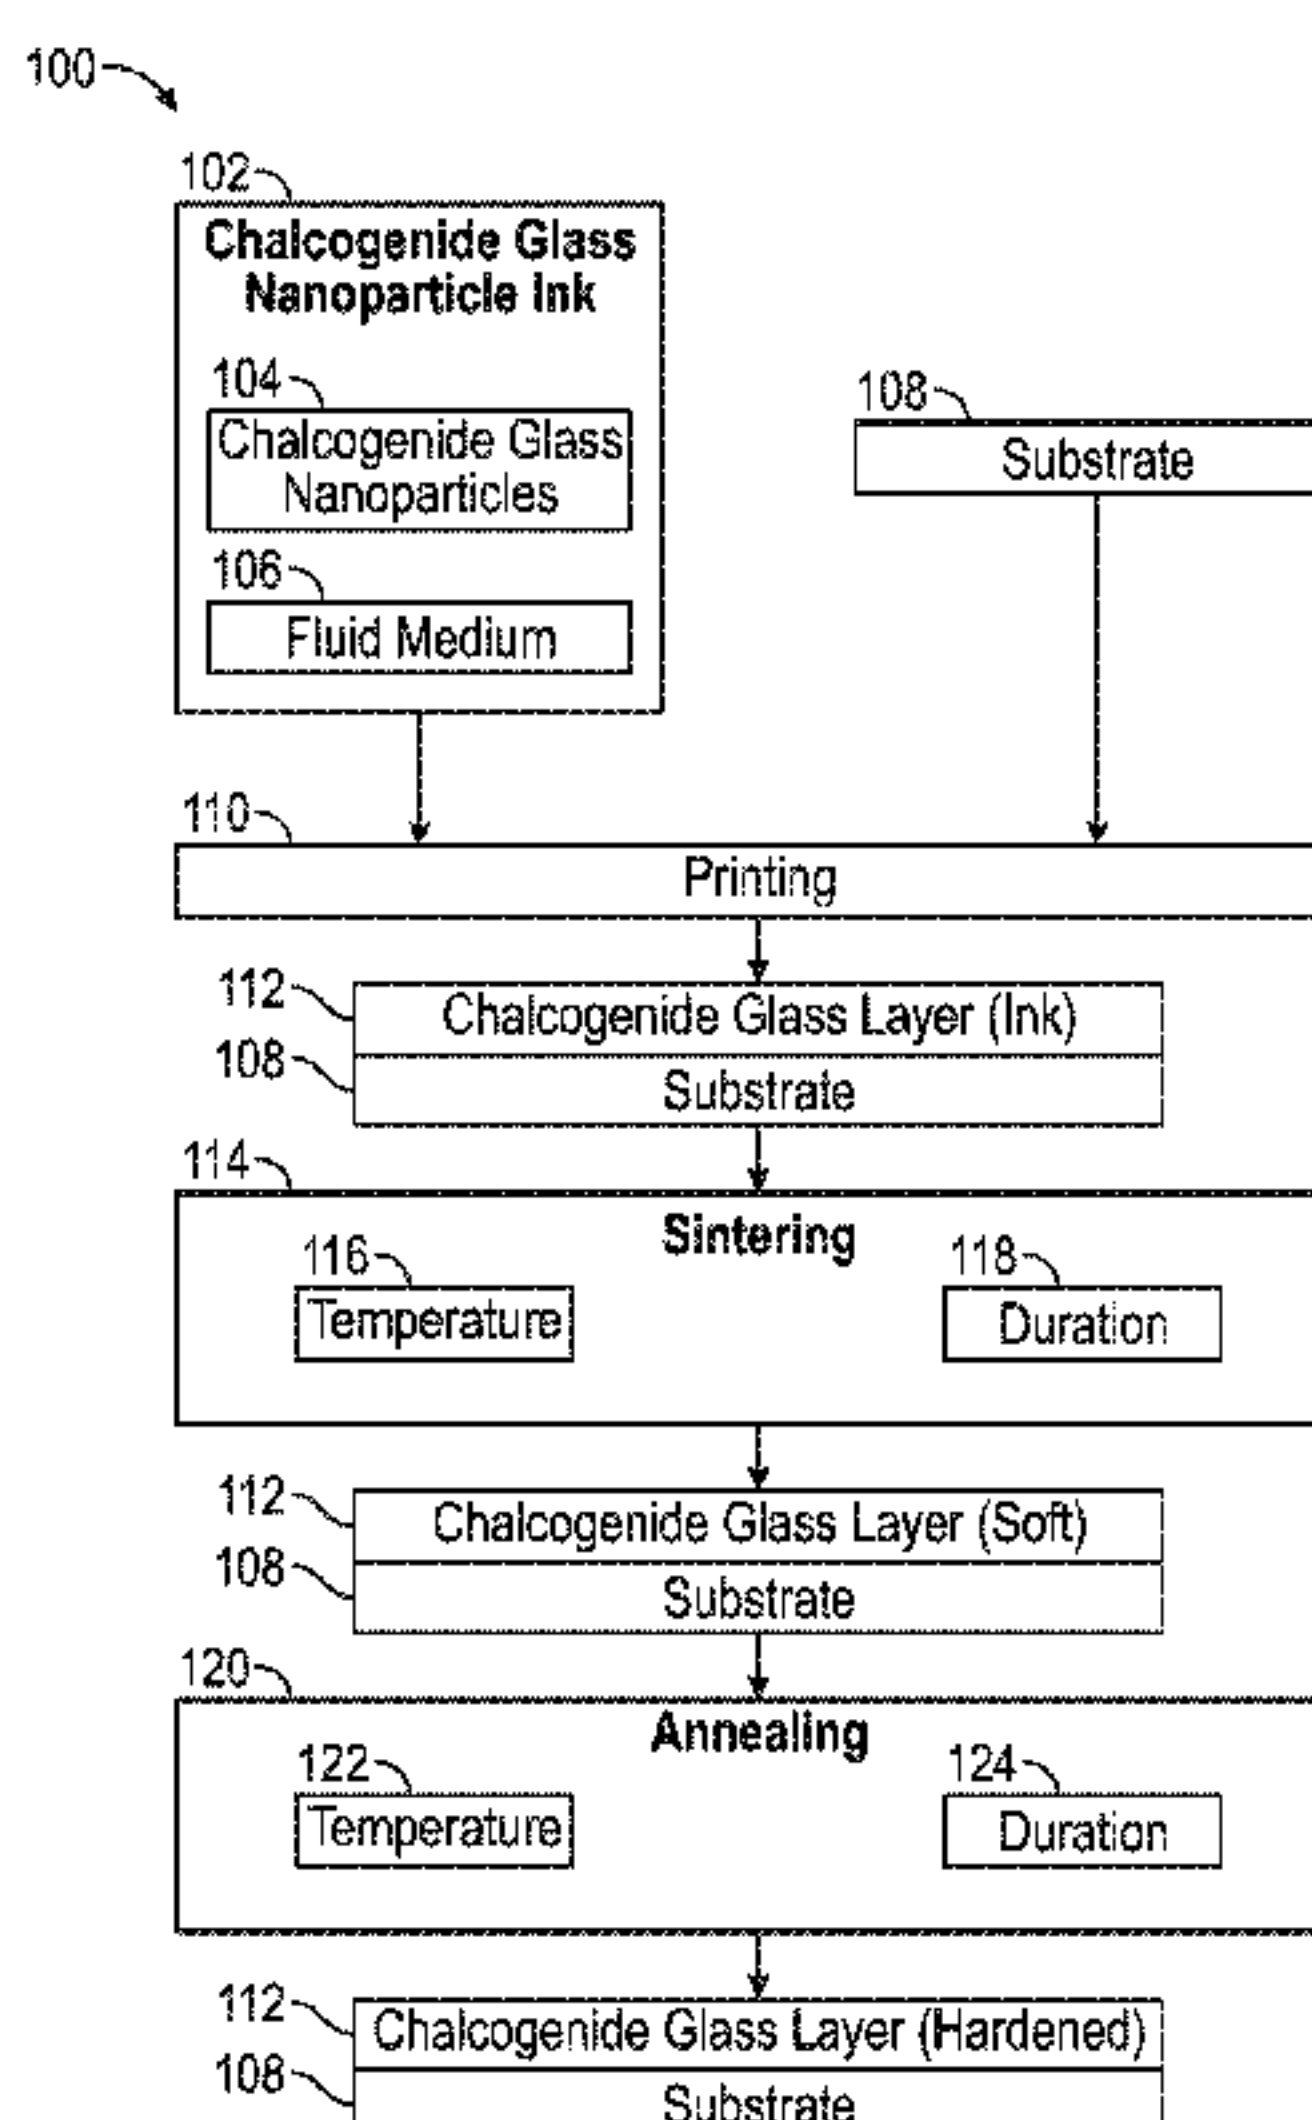 100
102
Chalcogenide Glass
Nanoparticle Ink
104
Chalcogenide Glass
Nanoparticles
106
Fluid Medium
108
Substrate
110
Printing
112
Chalcogenide Glass Layer (Ink)
108
Substrate
114
Sintering
116
Temperature
118
Duration
112
Chalcogenide Glass Layer (Soft)
108
Substrate
120
Annealing
122
Temperature
124
Duration
112
Chalcogenide Glass Layer (Hardened)
108
Substrate